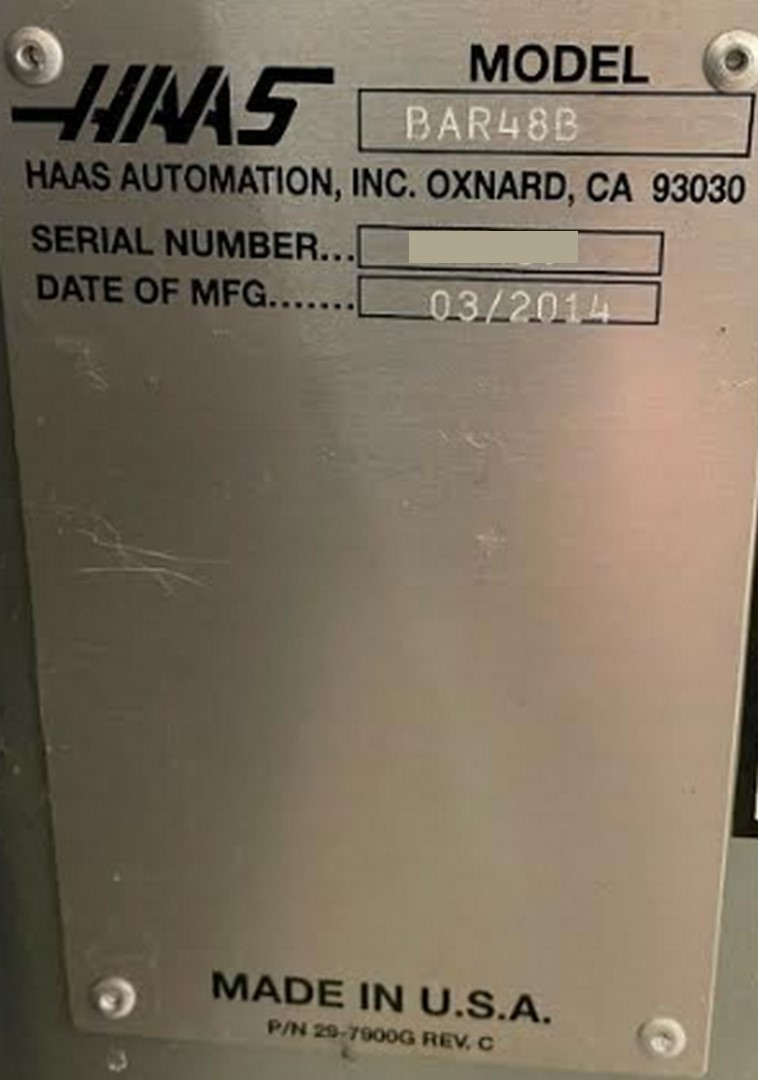 HAAS
MODEL
BAR48B
HAAS AUTOMATION, INC. OXNARD, CA 93030
SERIAL NUMBER...
DATE OF MFG....... 03/2014
MADE IN U.S.A.
P/N 29-7900G REV. C